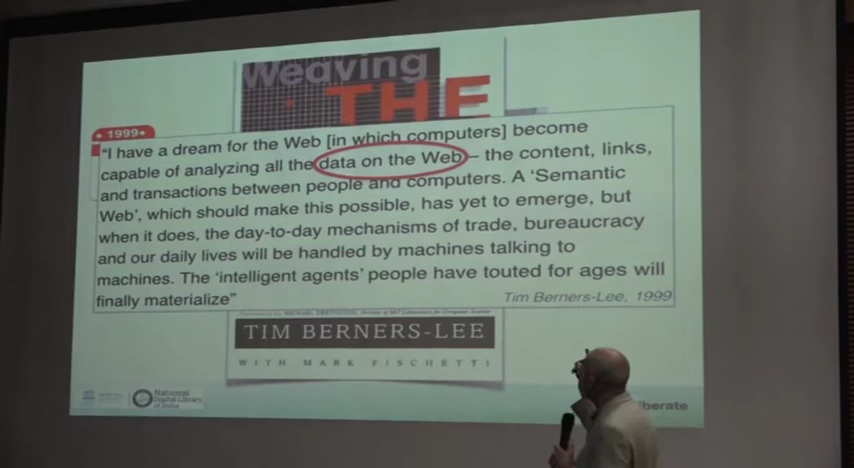 Weaving
THE
• 1999•
"I have a dream for the Web [in which computers] become
capable of analyzing all the data on the Web – the content, links,
and transactions between people and computers. A 'Semantic
Web', which should make this possible, has yet to emerge, but
when it does, the day-to-day mechanisms of trade, bureaucracy
and our daily lives will be handled by machines talking to
machines. The 'intelligent agents' people have touted for ages will
finally materialize"
Tim Berners-Lee, 1999
TIM BERNERS-LEE
WITH MARK FISCHETTI
National
Digital Library
of India
iberate